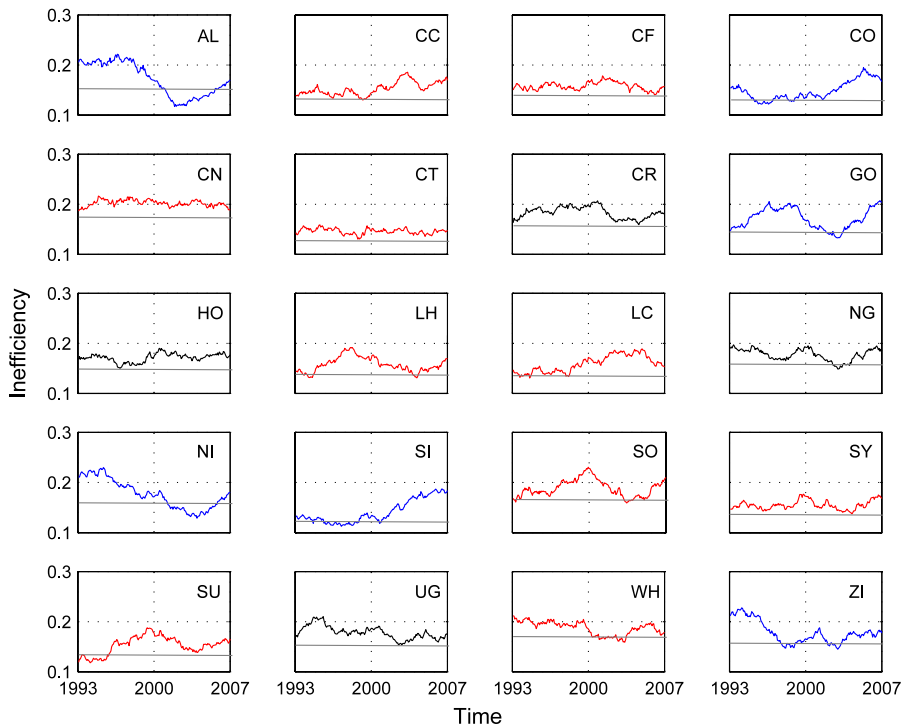 0.3
AL
CC
CF
CO
0.2
0.1
0.3
CN
CT
CR
GO
0.2
0.1
0.3
HO
LH
LC
NG
0.2
0.1
Inefficiency
0.3
NI
SI
SO
SY
0.2
0.1
0.3
SU
UG
WH
ZI
0.2
0.1
1993 2000 2007 2000 2007 2000 2007 1993 2000 2007
Time